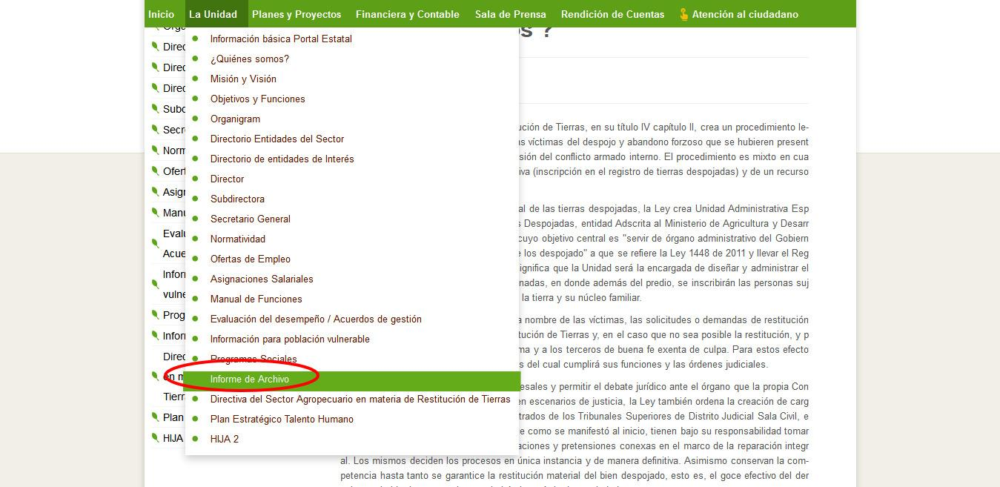 Inicio La Unidad Planes y Proyectos Financiera y Contable Sala de Prensa Rendición de Cuentas Atención al ciudadano
Información básica Portal Estatal
¿Quiénes somos?
Misión y Visión
Objetivos y Funciones
Organigram
Directorio Entidades del Sector
Directorio de entidades de Interés
Director
Subdirectora
Secretario General
Normatividad
Ofertas de Empleo
Asignaciones Salariales
Manual de Funciones
Evaluación del desempeño / Acuerdos de gestión
Información para población vulnerable
Programas Sociales
Informe de Archivo
Directiva del Sector Agropecuario en materia de Restitución de Tierras
Plan Estratégico Talento Humano
HIJA 2
Direc
Direc
Direc
Subd
Secre
Norm
Ofert
Asign
Manu
Evalu
Acue
Inforr
vulne
Prog
Inforr
Direc
en m
Tierra
Plan
HIJA
os ?
ución de Tierras, en su título IV capítulo II, crea un procedimiento le-
s víctimas del despojo y abandono forzoso que se hubieren present
sión del conflicto armado interno. El procedimiento es mixto en cua
iva (inscripción en el registro de tierras despojadas) y de un recurso
al de las tierras despojadas, la Ley crea Unidad Administrativa Esp
s Despojadas, entidad Adscrita al Ministerio de Agricultura y Desarr
cuyo objetivo central es "servir de órgano administrativo del Gobiern
e los despojado" a que se refiere la Ley 1448 de 2011 y llevar el Reg
ignifica que la Unidad será la encargada de diseñar y administrar el
nadas, en donde además del predio, se inscribirán las personas suj
la tierra y su núcleo familiar.
a nombre de las víctimas, las solicitudes o demandas de restitución
tución de Tierras y, en el caso que no sea posible la restitución, y p
ma y a los terceros de buena fe exenta de culpa. Para estos efecto
s del cual cumplirá sus funciones y las órdenes judiciales.
esales y permitir el debate jurídico ante el órgano que la propia Con
en escenarios de justicia, la Ley también ordena la creación de carg
trados de los Tribunales Superiores de Distrito Judicial Sala Civil, e
e como se manifestó al inicio, tienen bajo su responsabilidad tomar
aciones y pretensiones conexas en el marco de la reparación integr
al. Los mismos deciden los procesos en única instancia y de manera definitiva. Asimismo conservan la com-
petencia hasta tanto se garantice la restitución material del bien despojado, esto es, el goce efectivo del der